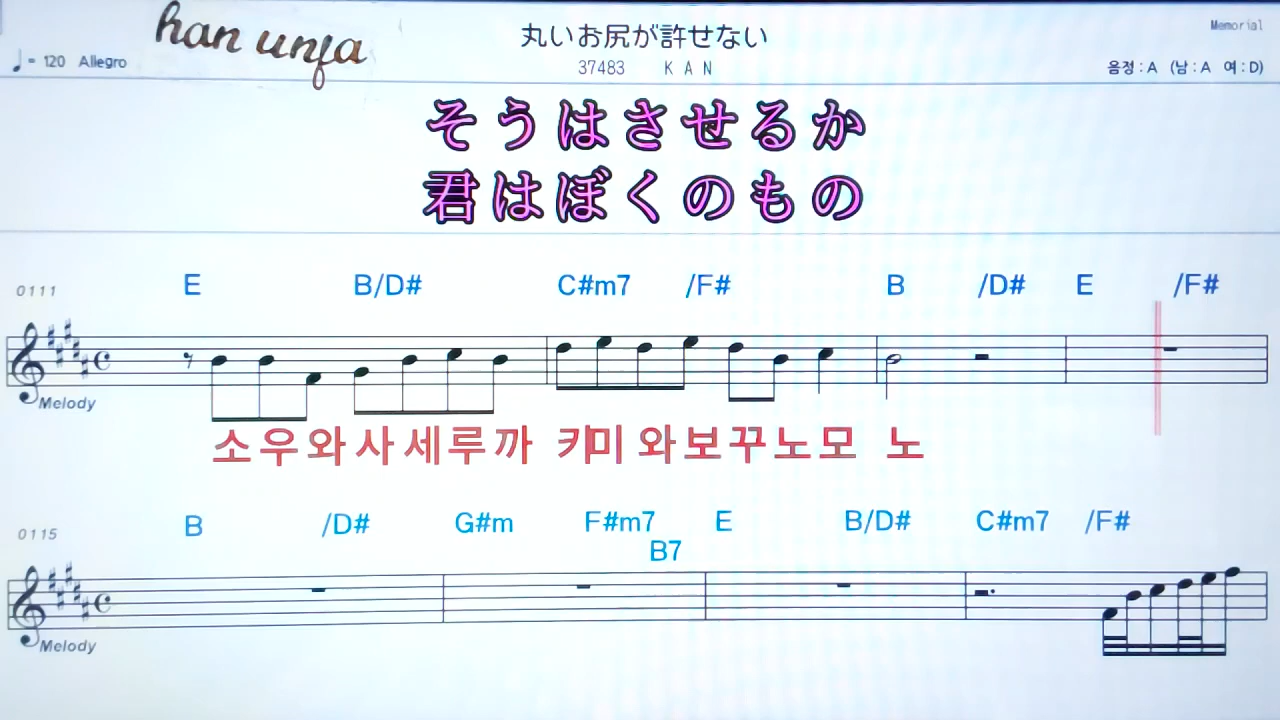 han unfa
丸いお尻が許せない
Memorial
♩= 120 Allegro
37483 K A N
음정 : A (남 : A 여 : D)
そうはさせるか
君はぼくのもの
0111
E B/D# C#m7 /F# B /D# E /F#
Melody
소우와사세루까 키미와보꾸노모 노
0115
B /D# G#m F#m7 E B/D# C#m7 /F#
B7
Melody